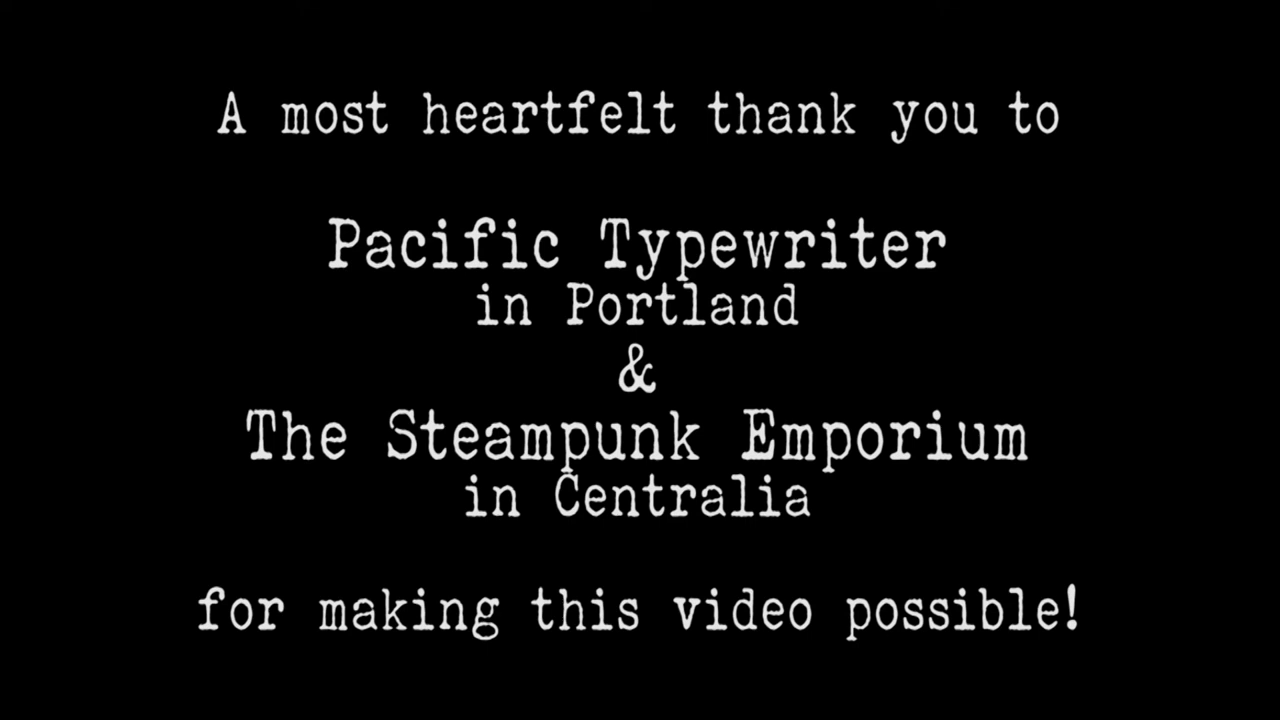 A most heartfelt thank you to
Pacific Typewriter
in Portland
&
The Steampunk Emporium
in Centralia
for making this video possible!